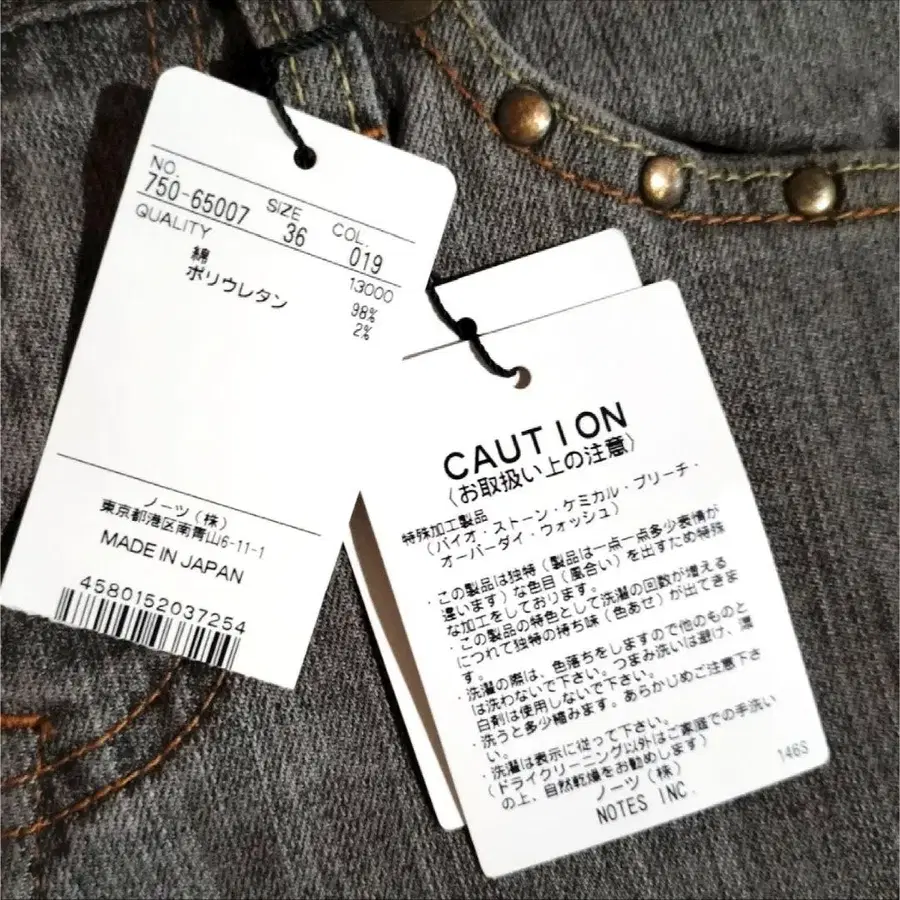 NO. SIZE COL.
750-65007 36 019
QUALITY 13000
綿 98%
ポリウレタン 2%
ノーツ(株)
東京都港区南青山6-11-1
MADE IN JAPAN
4580152037254
CAUTION
〈お取扱い上の注意〉
特殊加工製品
(バイオ・ストーン・ケミカル・ブリーチ・
オーバーダイ・ウォッシュ)
・この製品は独特(製品は一点一点多少表情が
違います)な色目(風合い)を出すため特殊
な加工をしております。
・この製品の特色として洗濯の回数が増える
につれて独特の持ち味(色あせ)が出てきま
す。
・洗濯の際は、色落ちをしますので他のものと
は洗わないで下さい。つまみ洗いは避け、漂
白剤は使用しないで下さい。
・洗うと多少縮みます。あらかじめご注意下さ
い。
・洗濯は表示に従って下さい。
(ドライクリーニング以外はご家庭での手洗い
の上、自然乾燥をお勧めします)
ノーツ(株)
NOTES INC.
146S